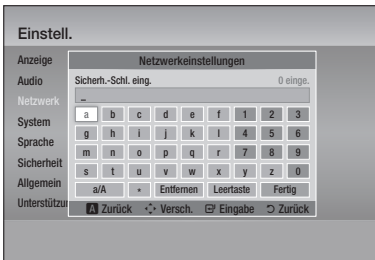 Einstell.
Anzeige
Audio
Netzwerk
System
Sprache
Sicherheit
Allgemein
Unterstützun
Netzwerkeinstellungen
Sicherh.-Schl. eing. 0 einge.
_
a b c d e f 1 2 3
g h i j k l 4 5 6
m n o p q r 7 8 9
s t u v w x y z 0
a/A * Entfernen Leertaste Fertig
A Zurück Versch. Eingabe Zurück